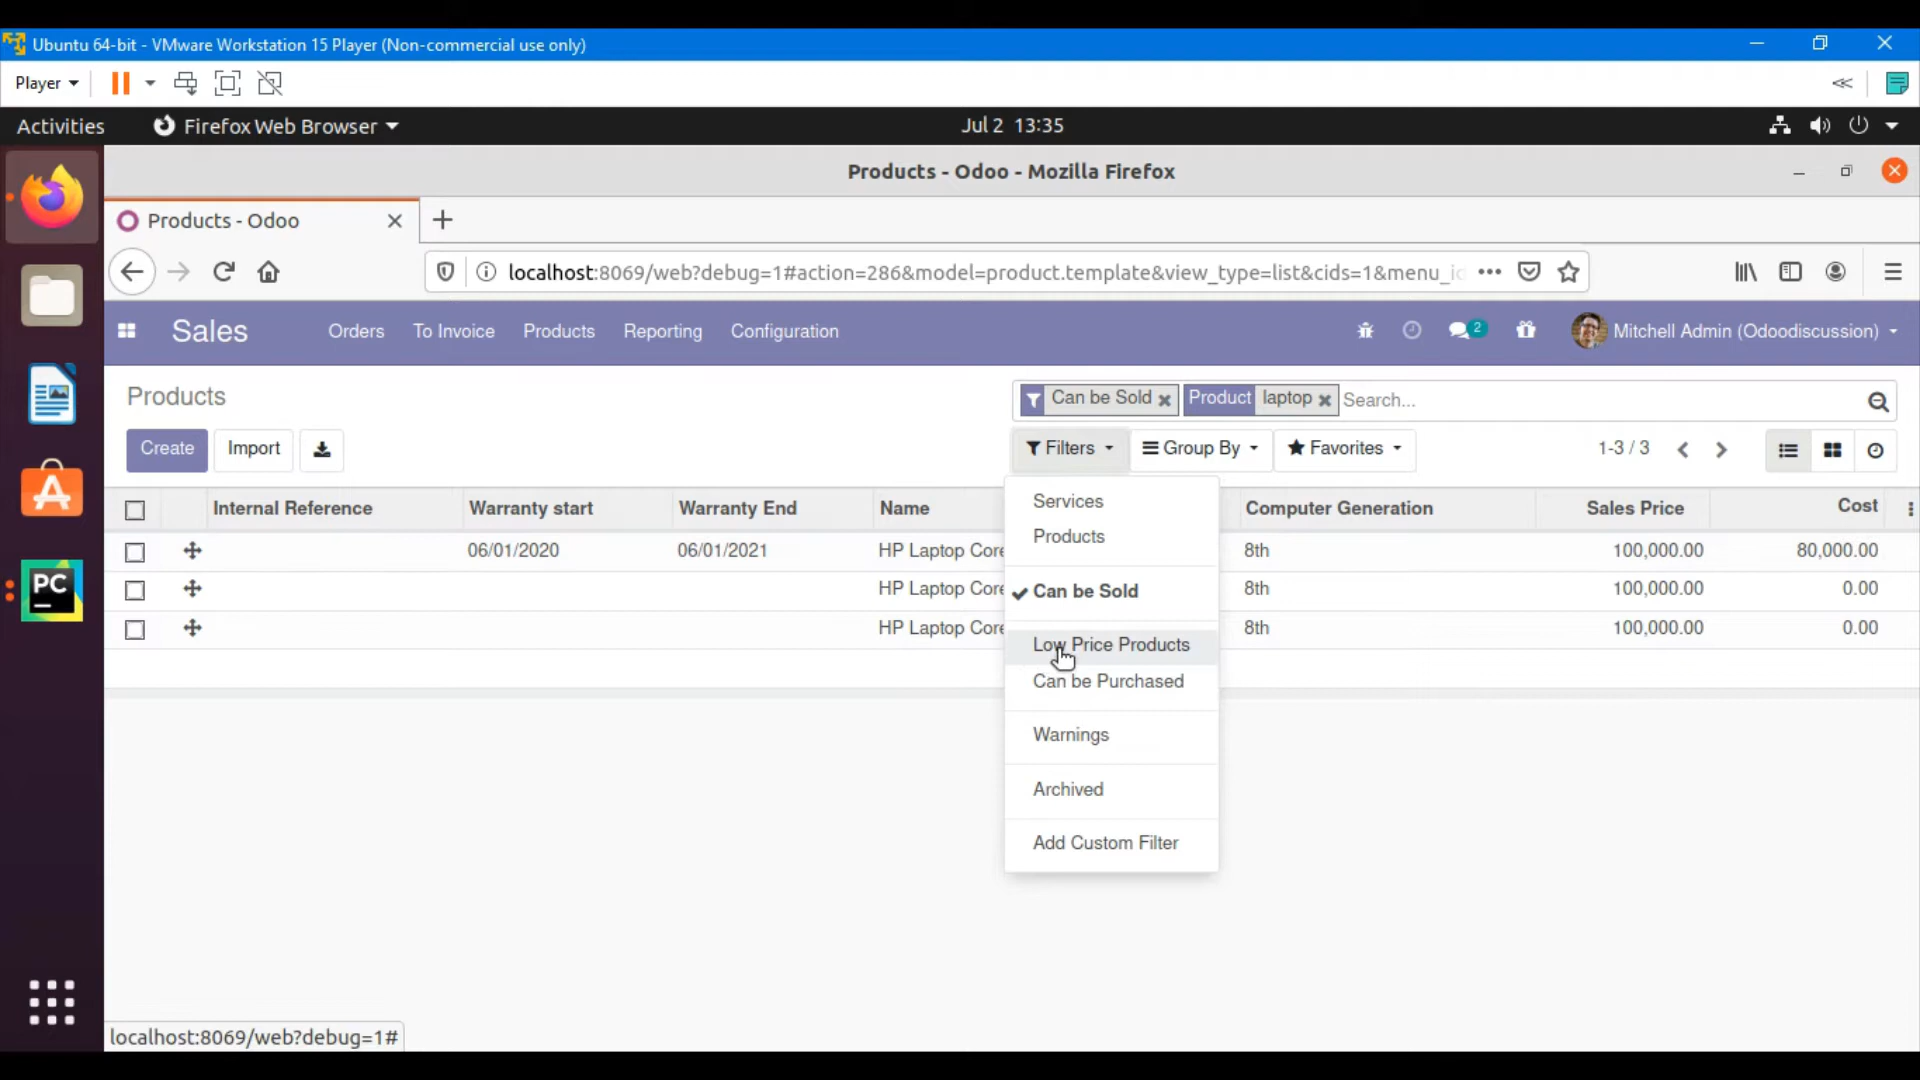 Ubuntu 64-bit - VMware Workstation 15 Player (Non-commercial use only)
Player
Activities Firefox Web Browser Jul 2 13:35
Products - Odoo - Mozilla Firefox
Products - Odoo
localhost:8069/web?debug=1#action=286&model=product.template&view_type=list&cids=1&menu_id
Sales Orders To Invoice Products Reporting Configuration 2 Mitchell Admin (Odoodiscussion)
Products Can be Sold Product laptop Search...
Create Import Filters Group By Favorites 1-3 / 3
Internal Reference Warranty start Warranty End Name Computer Generation Sales Price Cost
06/01/2020 06/01/2021 HP Laptop Core 8th 100,000.00 80,000.00
HP Laptop Core 8th 100,000.00 0.00
HP Laptop Core 8th 100,000.00 0.00
Services
Products
Can be Sold
Low Price Products
Can be Purchased
Warnings
Archived
Add Custom Filter
PC
localhost:8069/web?debug=1#